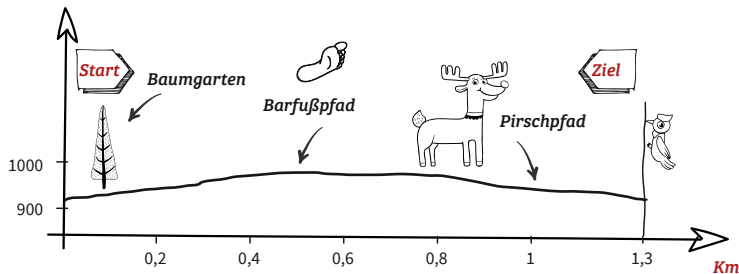 Start
Baumgarten
Barfußpfad
Pirschpfad
Ziel
1000
900
0,2
0,4
0,6
0,8
1
1,3
Km